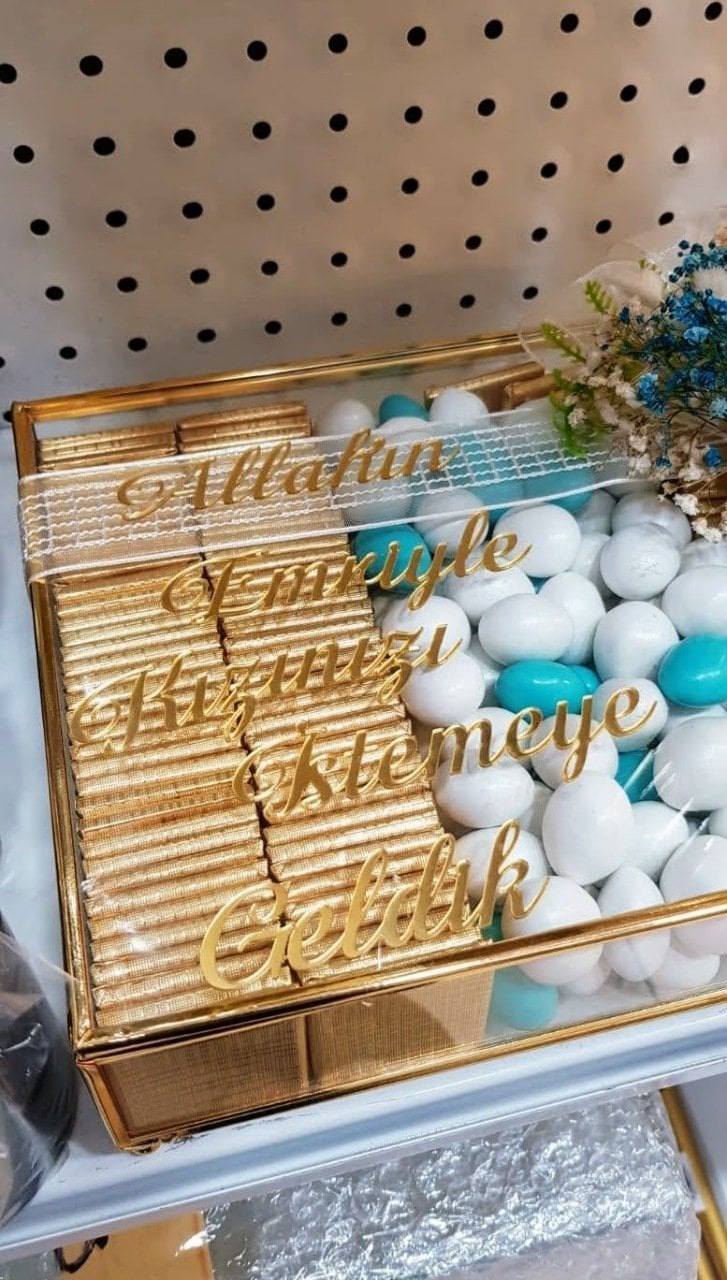 Allah'ın
Emriyle
Kızınızı
İstemeye
Geldik